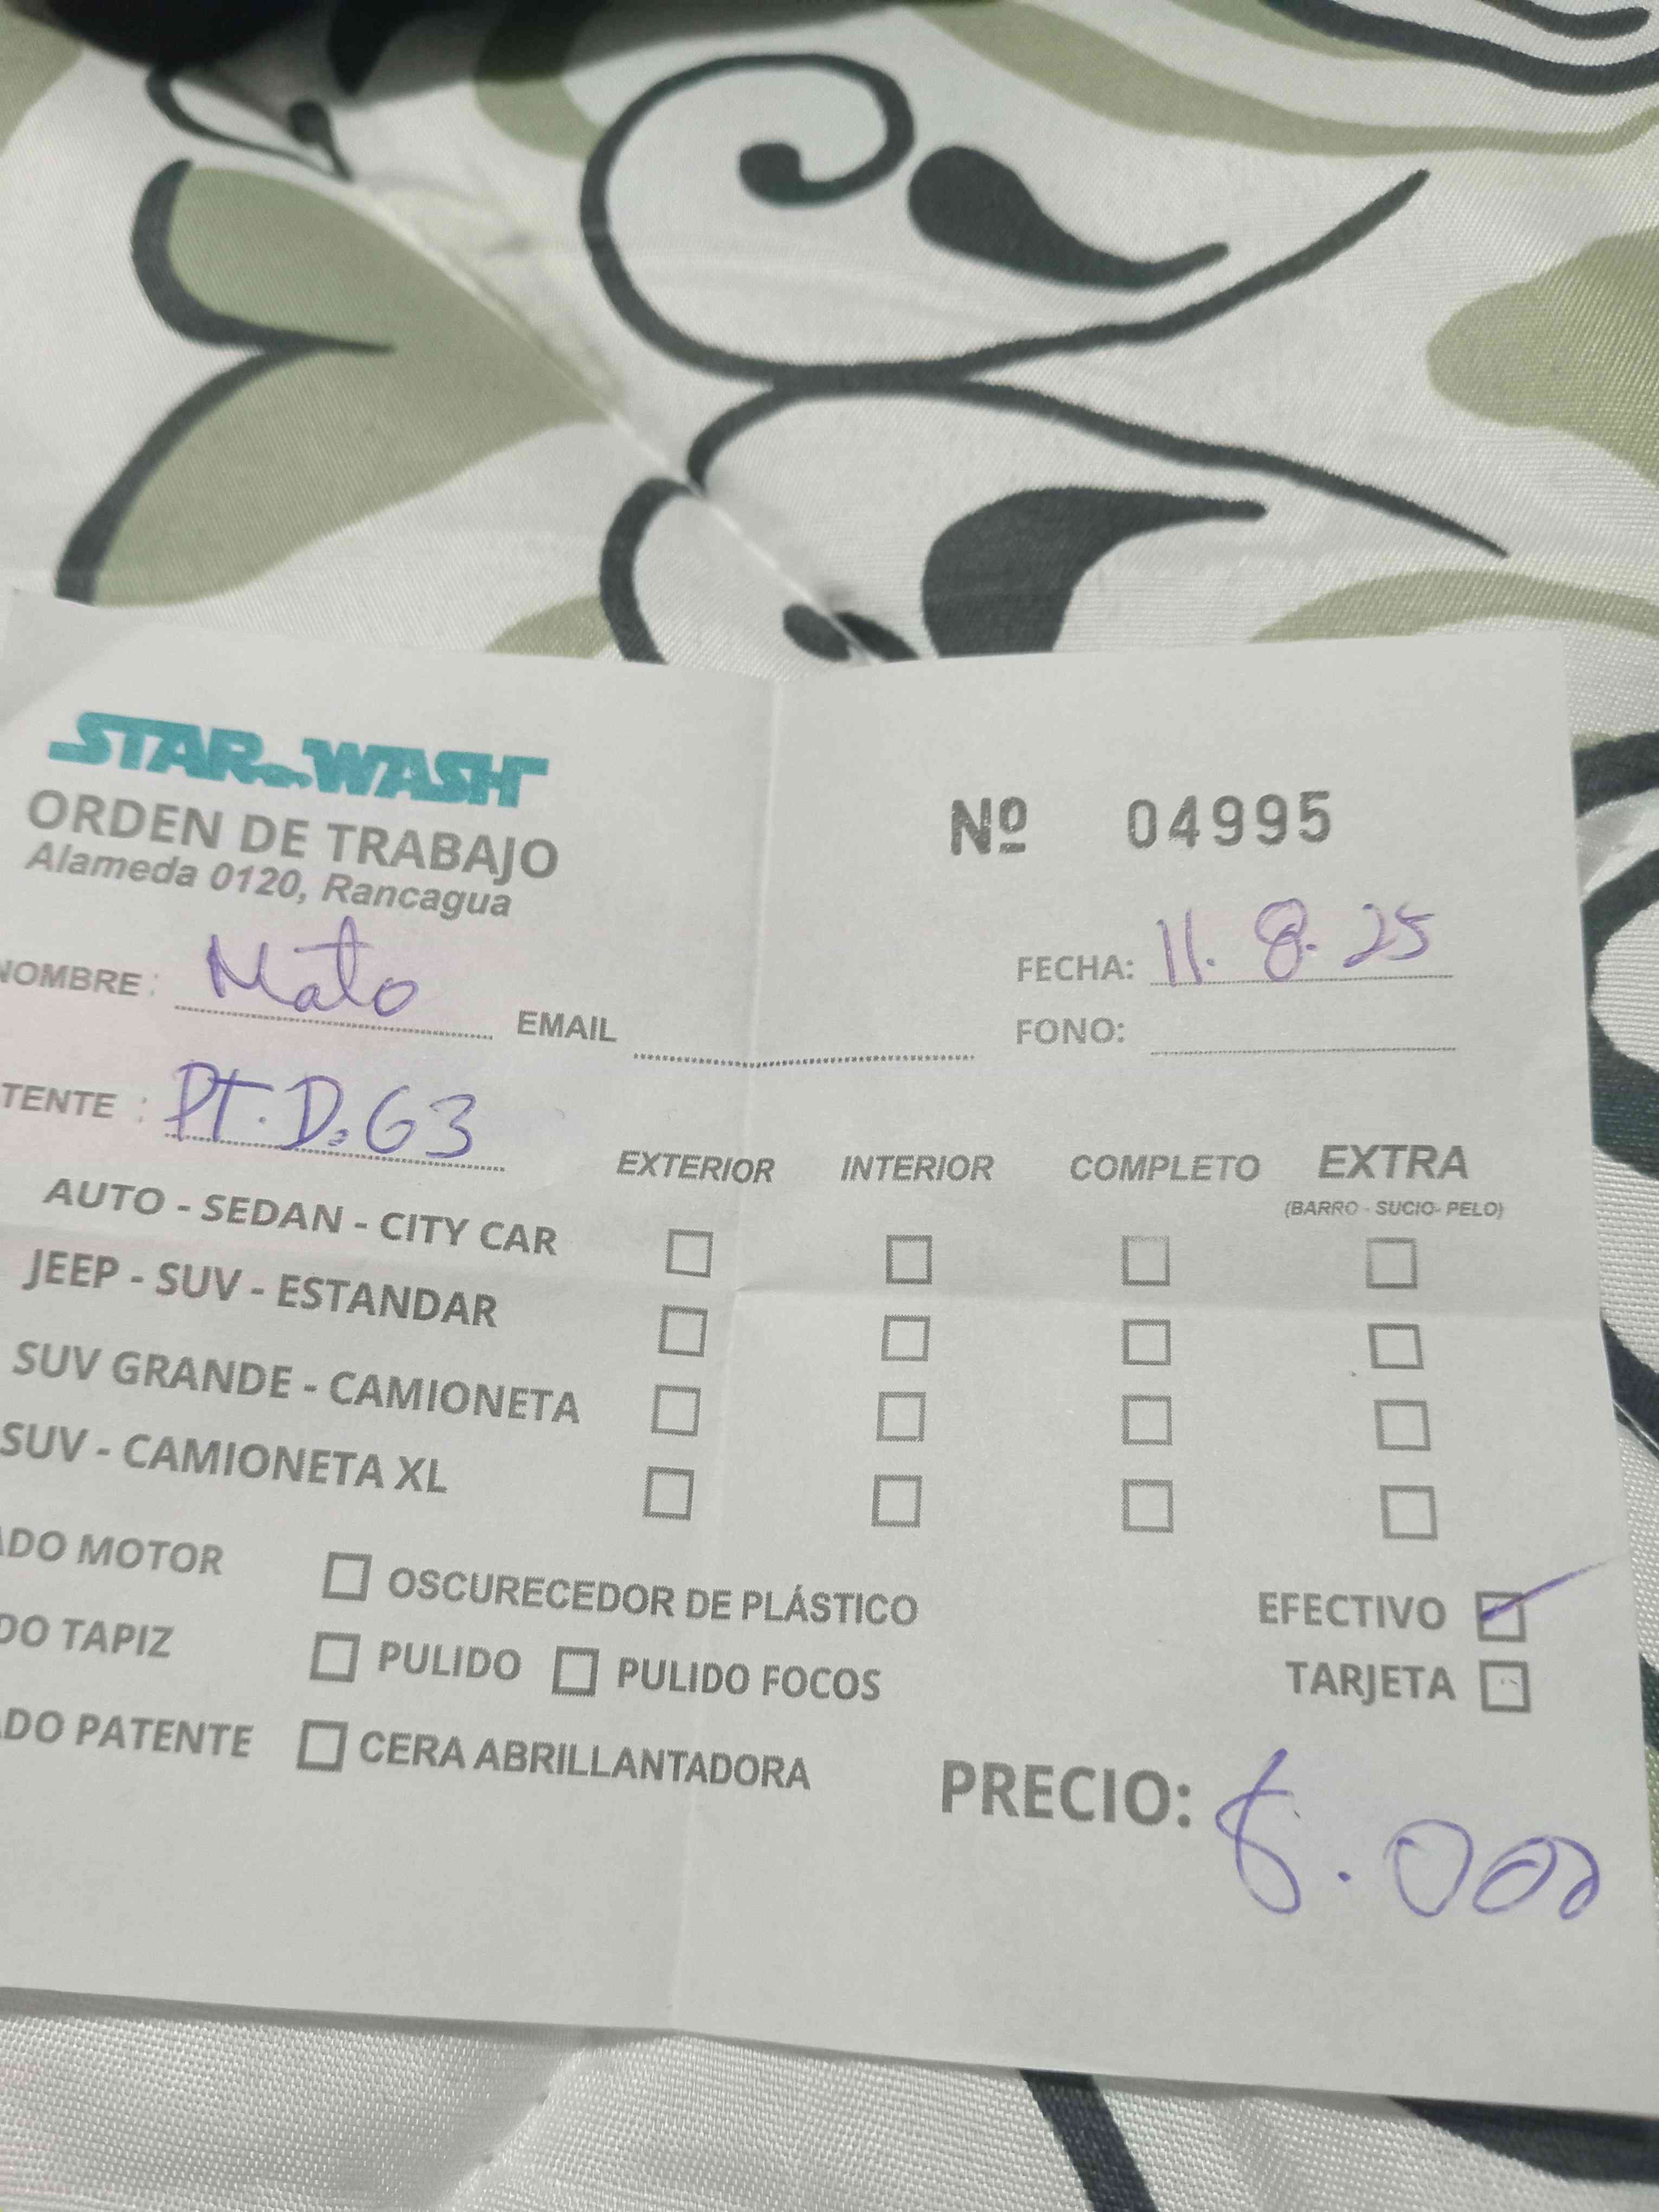 STAR WASH
ORDEN DE TRABAJO
Alameda 0120, Rancagua
Nº 04995
NOMBRE: Mato EMAIL
FECHA: 11.8.25
FONO:
TENTE : PT.D.G3
EXTERIOR INTERIOR COMPLETO EXTRA
(BARRO - SUCIO- PELO)
AUTO - SEDAN - CITY CAR
JEEP - SUV - ESTANDAR
SUV GRANDE - CAMIONETA
SUV - CAMIONETA XL
ADO MOTOR OSCURECEDOR DE PLÁSTICO EFECTIVO
DO TAPIZ PULIDO PULIDO FOCOS TARJETA
ADO PATENTE CERA ABRILLANTADORA
PRECIO: 8.000